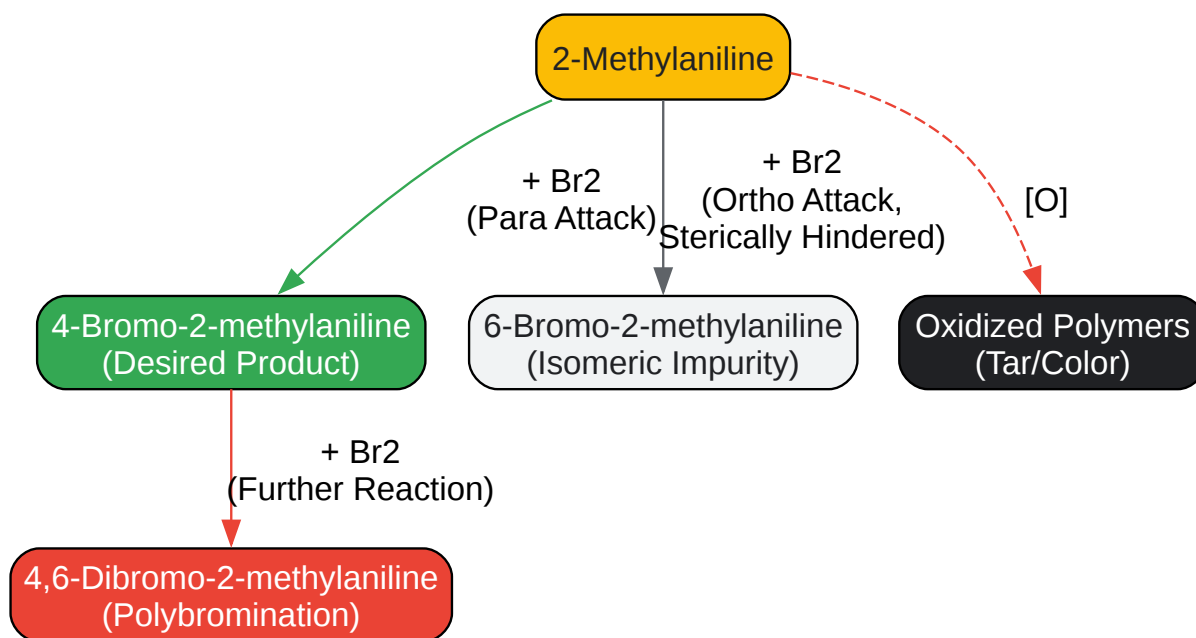 2-Methylaniline
+ Br2
(Para Attack)
+ Br2
(Ortho Attack,
Sterically Hindered)
[O]
4-Bromo-2-methylaniline
(Desired Product)
6-Bromo-2-methylaniline
(Isomeric Impurity)
Oxidized Polymers
(Tar/Color)
+ Br2
(Further Reaction)
4,6-Dibromo-2-methylaniline
(Polybromination)